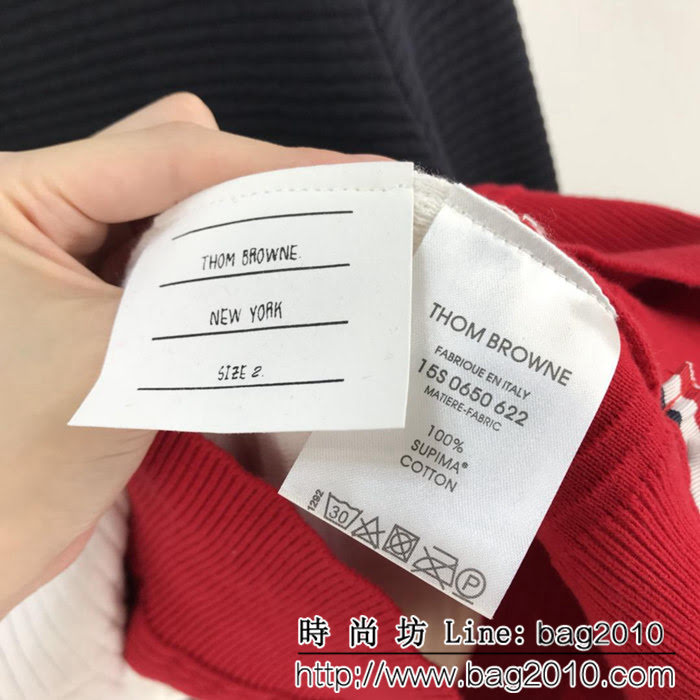 THOM BROWNE.
NEW YORK
SIZE 2.
THOM BROWNE
FABRIQUE EN ITALY
15S 0650 622
MATIERE-FABRIC
100%
SUPIMA®
COTTON
1292
30
P
時尚坊 Line: bag2010
http://www.bag2010.com